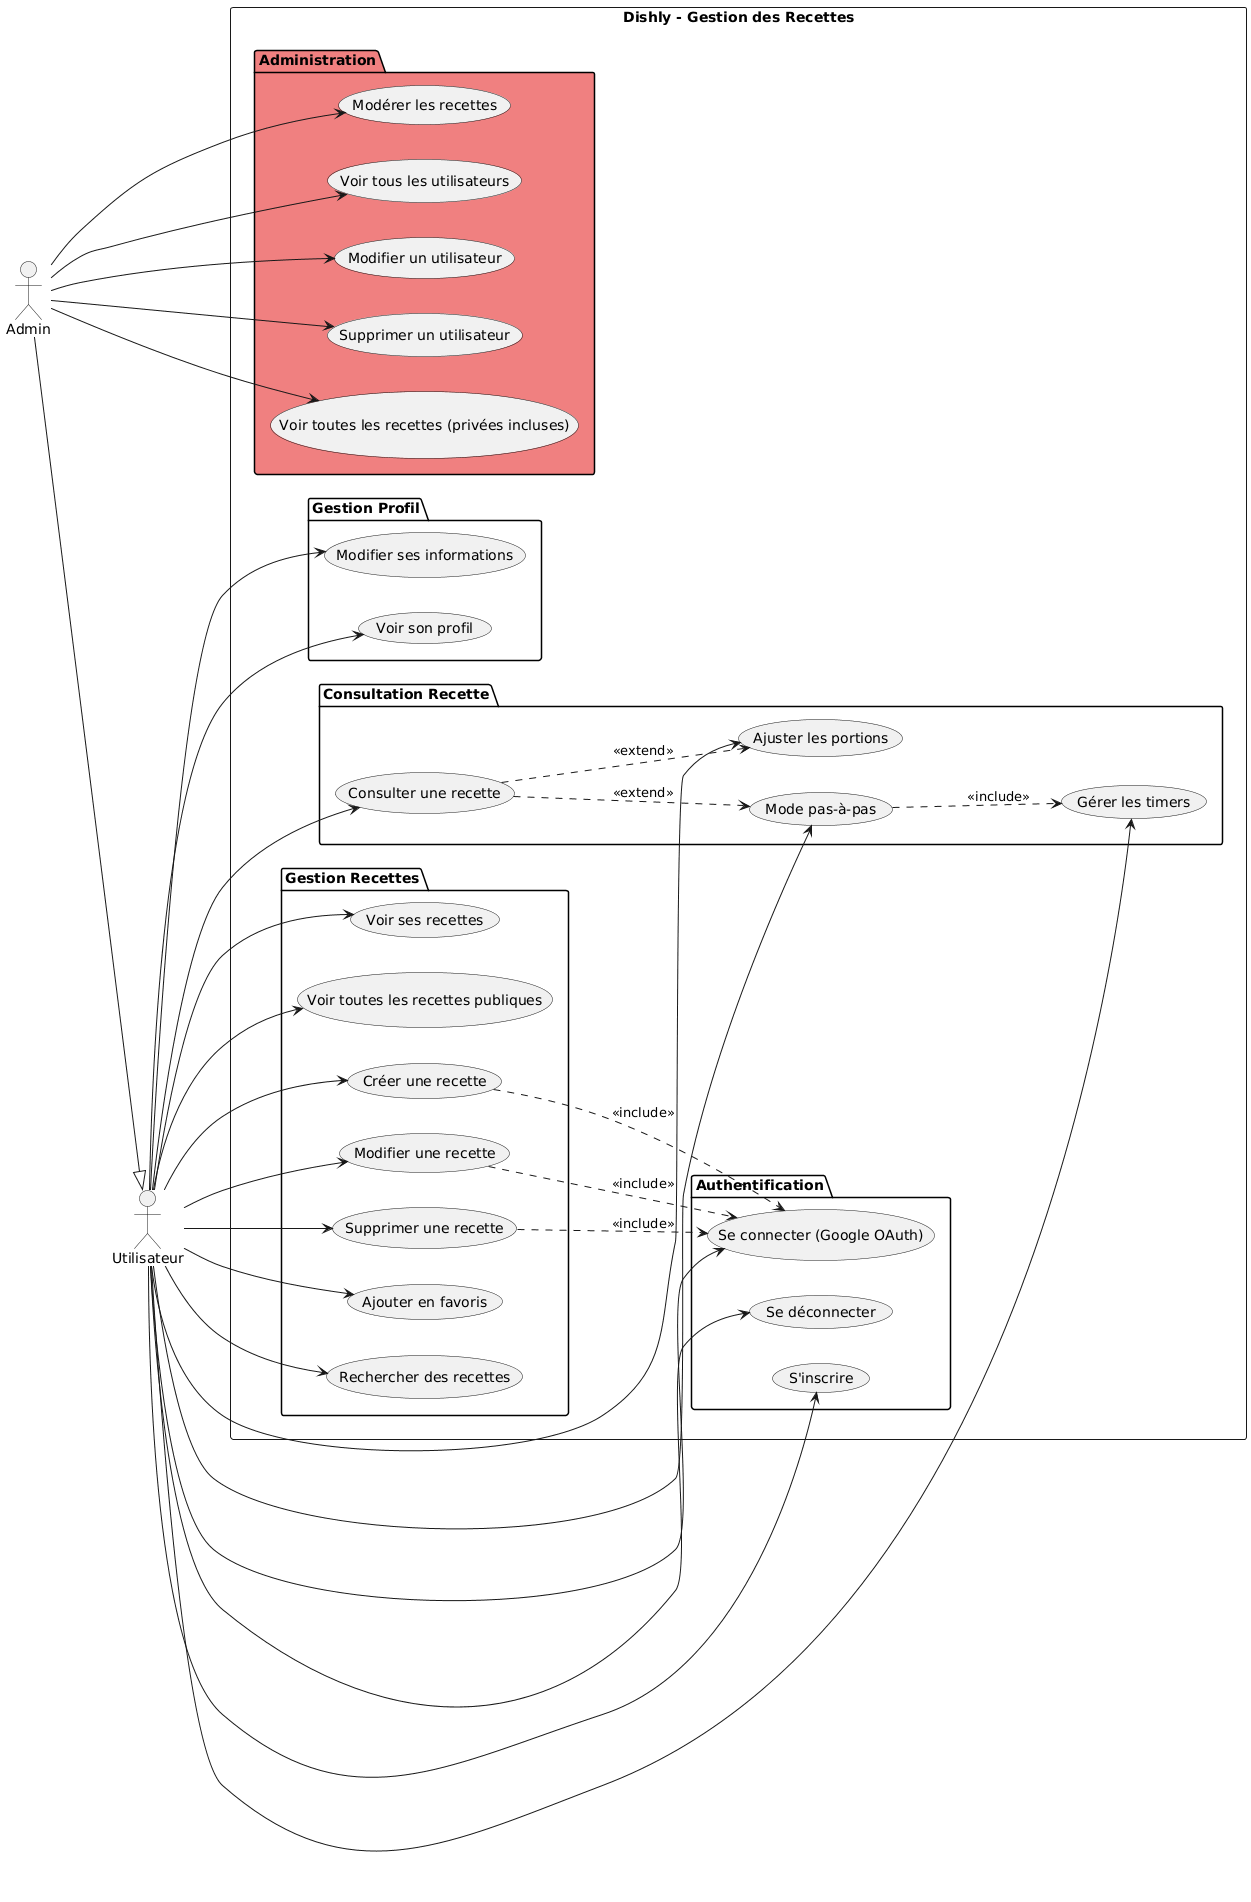 Dishly - Gestion des Recettes
Administration
Modérer les recettes
Voir tous les utilisateurs
Modifier un utilisateur
Supprimer un utilisateur
Voir toutes les recettes (privées incluses)
Admin
Gestion Profil
Modifier ses informations
Voir son profil
Consultation Recette
Ajuster les portions
«extend»
Consulter une recette
«extend»
Mode pas-à-pas
«include»
Gérer les timers
Gestion Recettes
Voir ses recettes
Voir toutes les recettes publiques
Créer une recette
«include»
Modifier une recette
«include»
Supprimer une recette
«include»
Ajouter en favoris
Rechercher des recettes
Utilisateur
Authentification
Se connecter (Google OAuth)
Se déconnecter
S'inscrire